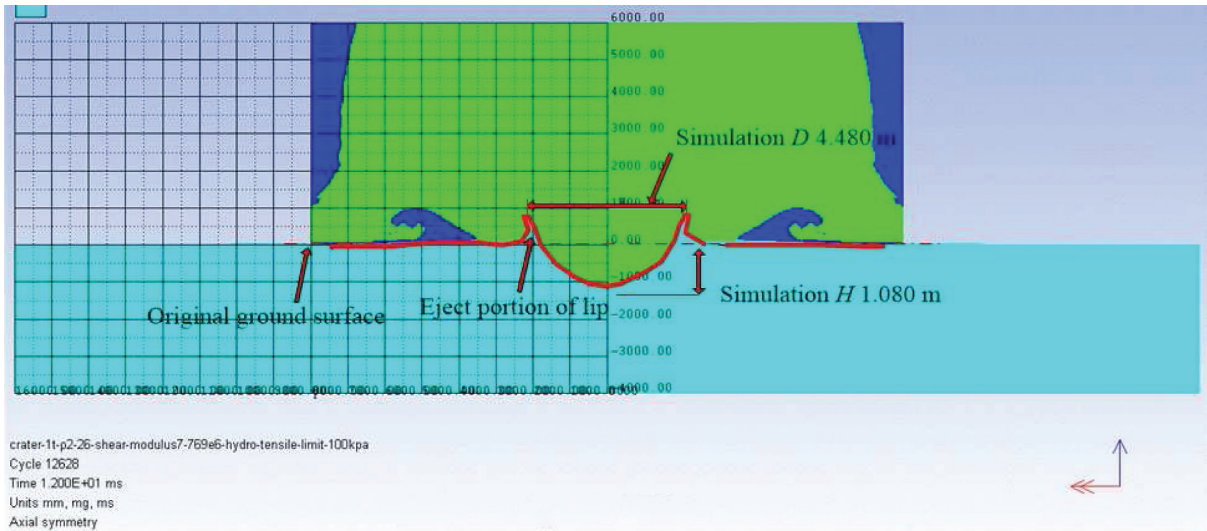 6000.00
5000.00
4000.00
3000.00
Simulation D 4.480 m
2000.00
0.00
-1000.00
Simulation H 1.080 m
Original ground surface
Eject portion of lip
-2000.00
-3000.00
-4000.00
crater-1t-p2-26-shear-modulus7-769e6-hydro-tensile-limit-100kpa
Cycle 12628
Time 1.200E+01 ms
Units mm, mg, ms
Axial symmetry